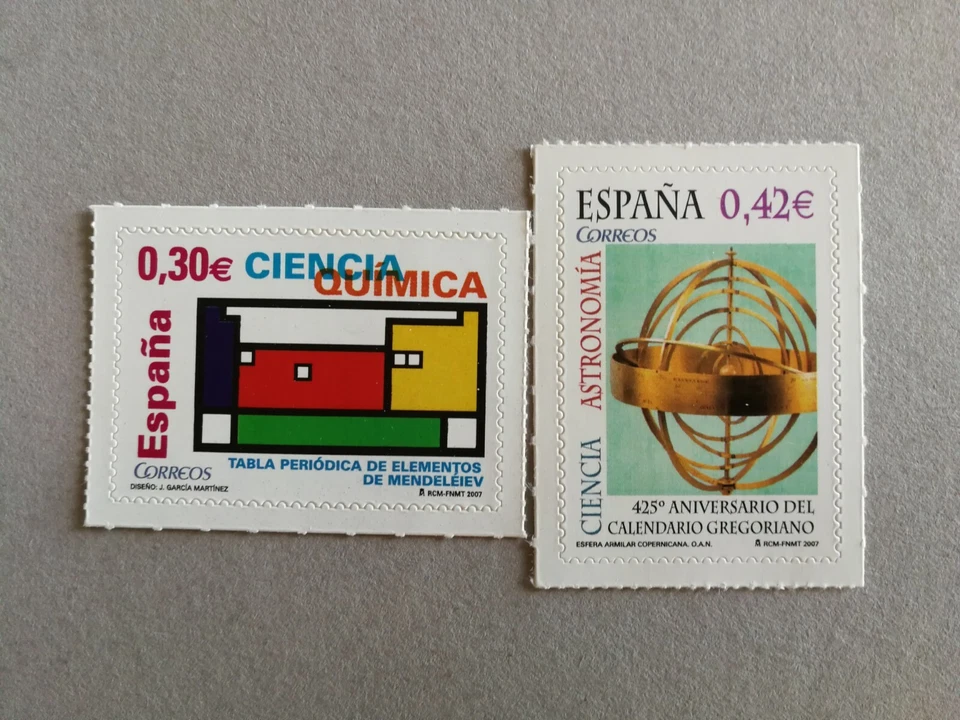 0,30€ CIENCIA
QUÍMICA
España
CORREOS
DISEÑO: J. GARCÍA MARTÍNEZ
TABLA PERIÓDICA DE ELEMENTOS
DE MENDELÉIEV
RCM-FNMT 2007
ESPAÑA 0,42€
CORREOS
CIENCIA ASTRONOMÍA
425º ANIVERSARIO DEL
CALENDARIO GREGORIANO
ESFERA ARMILAR COPERNICANA. O.A.N. RCM-FNMT 2007